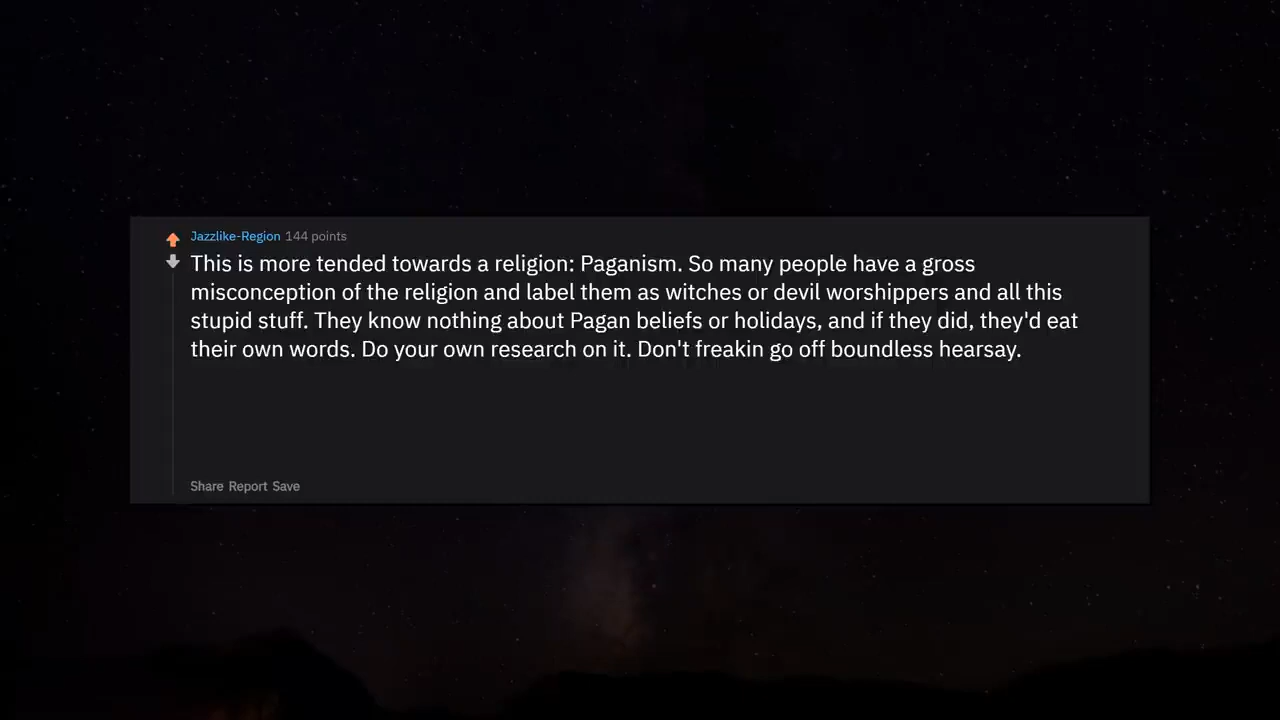 Jazzlike-Region 144 points
This is more tended towards a religion: Paganism. So many people have a gross
misconception of the religion and label them as witches or devil worshippers and all this
stupid stuff. They know nothing about Pagan beliefs or holidays, and if they did, they'd eat
their own words. Do your own research on it. Don't freakin go off boundless hearsay.
Share Report Save